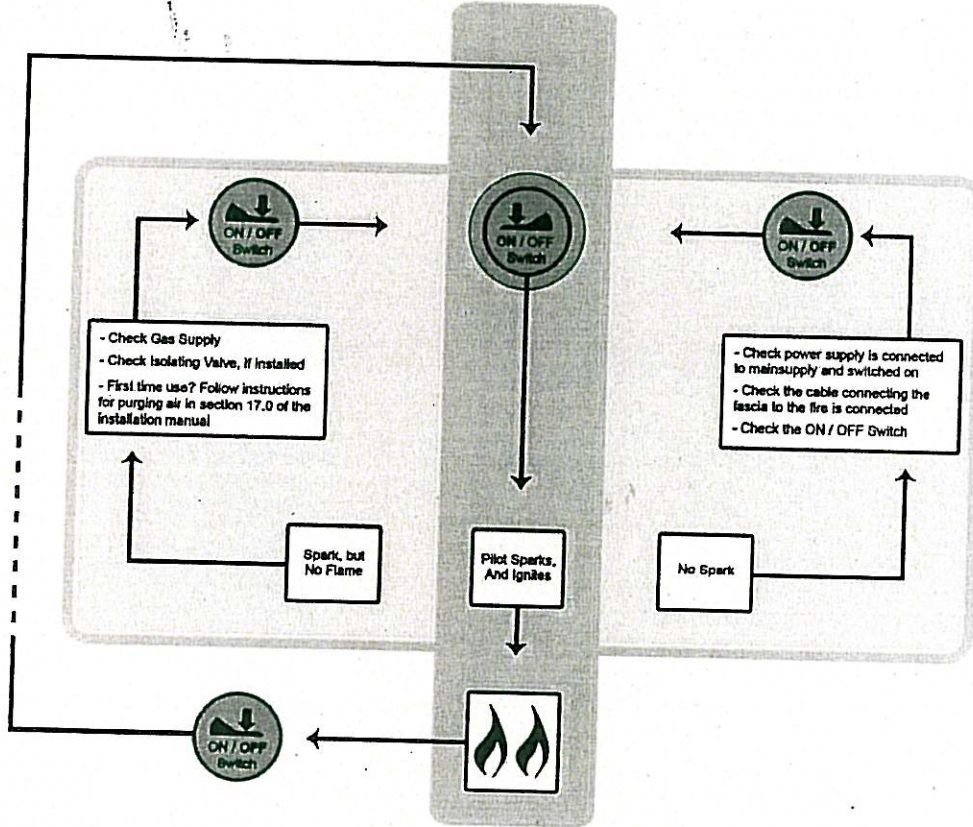 ON / OFF
Switch
ON / OFF
Switch
ON / OFF
Switch
- Check Gas Supply
- Check Isolating Valve, if installed
- First time use? Follow instructions
for purging air in section 17.0 of the
installation manual
- Check power supply is connected
to mainsupply and switched on
- Check the cable connecting the
fascia to the fire is connected
- Check the ON / OFF Switch
Spark, but
No Flame
Pilot Sparks,
And Ignites
No Spark
ON / OFF
Switch